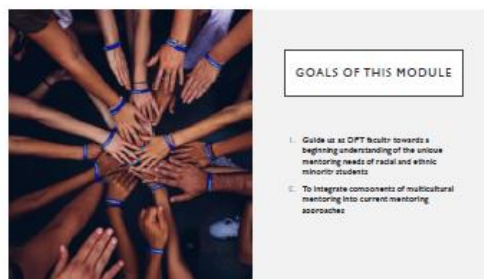 GOALS OF THIS MODULE
1. Guide us as DPT faculty towards a
beginning understanding of the unique
mentoring needs of racial and ethnic
minority students
2. To integrate components of multicultural
mentoring into current mentoring
approaches